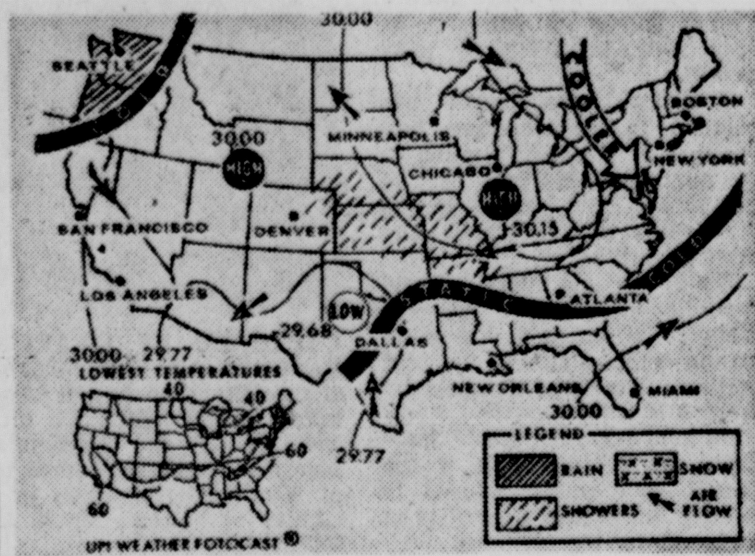 30.00
SEATTLE
COLD
COOLER
BOSTON
MINNEAPOLIS
30.00
NEW YORK
CHICAGO
HIGH
HIGH
30.15
SAN FRANCISCO
DENVER
COLD
LOS ANGELES
STATIC
ATLANTA
LOW
29.68
DALLAS
30.00
29.77
NEW ORLEANS
MIAMI
30.00
LOWEST TEMPERATURES
40
40
60
60
29.77
LEGEND
RAIN
SNOW
SHOWERS
AIR FLOW
UPI WEATHER FOTOCAST ®